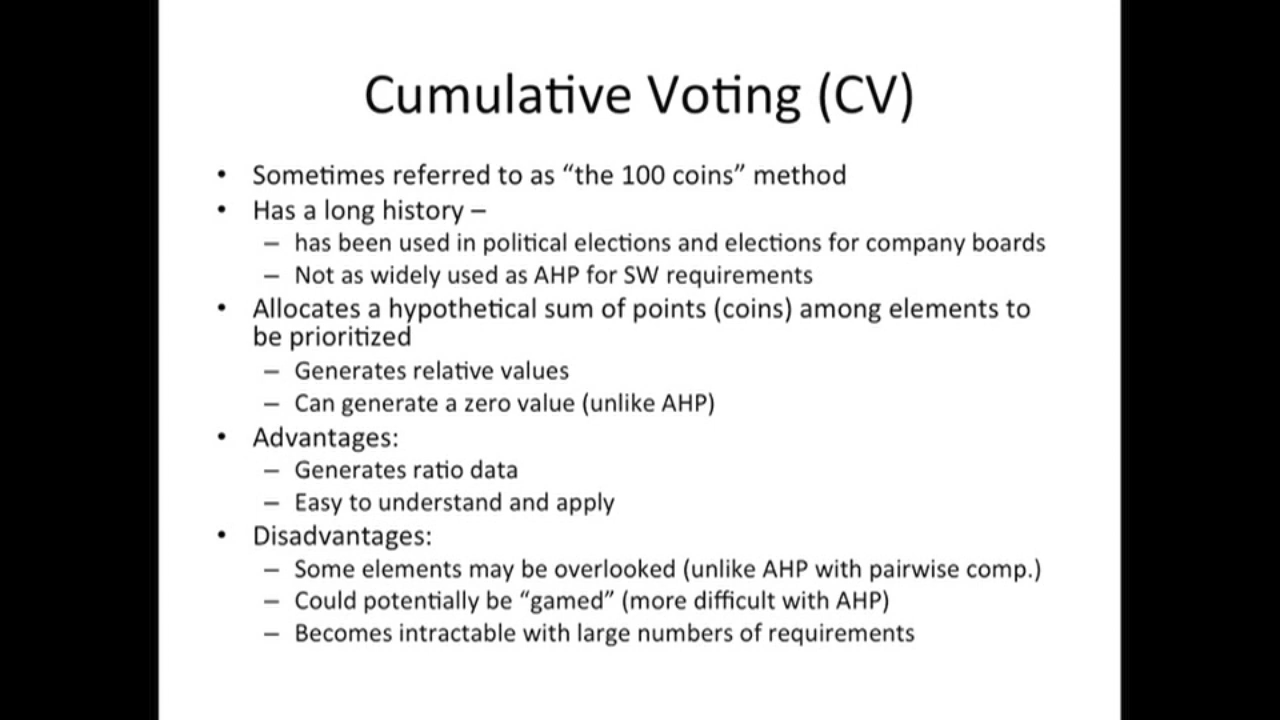 Cumulative Voting (CV)
• Sometimes referred to as “the 100 coins” method
• Has a long history –
– has been used in political elections and elections for company boards
– Not as widely used as AHP for SW requirements
• Allocates a hypothetical sum of points (coins) among elements to
be prioritized
– Generates relative values
– Can generate a zero value (unlike AHP)
• Advantages:
– Generates ratio data
– Easy to understand and apply
• Disadvantages:
– Some elements may be overlooked (unlike AHP with pairwise comp.)
– Could potentially be “gamed” (more difficult with AHP)
– Becomes intractable with large numbers of requirements